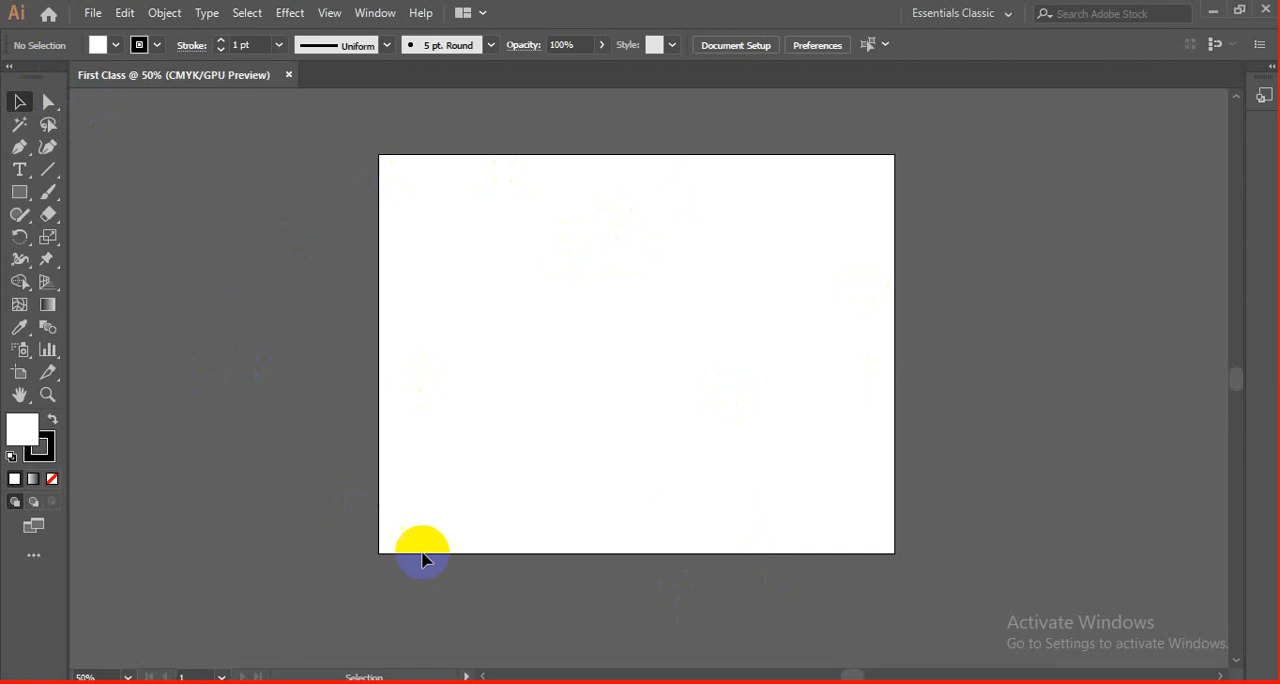 Ai File Edit Object Type Select Effect View Window Help Essentials Classic Search Adobe Stock
No Selection Stroke: 1 pt Uniform 5 pt. Round Opacity: 100% Style: Document Setup Preferences
First Class @ 50% (CMYK/GPU Preview)
Activate Windows
Go to Settings to activate Windows.
50% 1 Selection